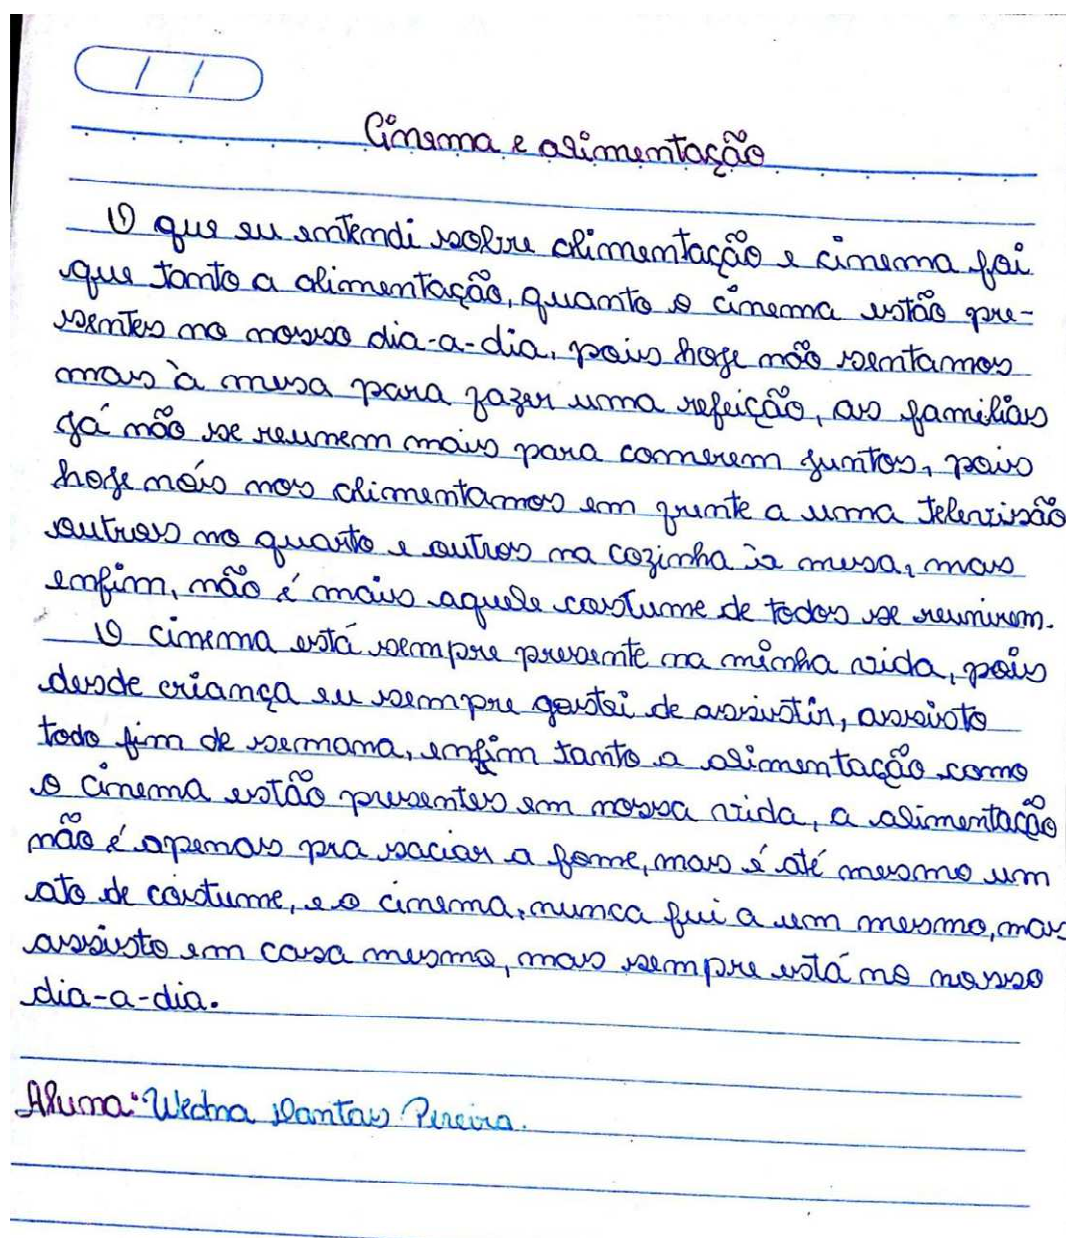 Cinema e alimentação
O que eu entendi sobre alimentação e cinema foi
que tanto a alimentação, quanto o cinema estão pre-
sentes no nosso dia-a-dia, pois hoje não sentamos
mais à mesa para fazer uma refeição, as famílias
já não se reunem mais para comerem juntos, pois
hoje nóis nos alimentamos em frente a uma televisão
outros no quarto e outros na cozinha ia mesa, mas
enfim, não é mais aquele costume de todos se reunirem.
O cinema está sempre presente na minha vida, pois
desde criança eu sempre gostei de assistir, assisto
todo fim de semana, enfim tanto a alimentação como
o cinema estão presentes em nossa vida, a alimentação
não é apenas pra saciar a fome, mas é até mesmo um
ato de costume, e o cinema, nunca fui a um mesmo, mas
assisto em casa mesmo, mas sempre está no nosso
dia-a-dia.
Aluna: Wedna Dantas Pereira.